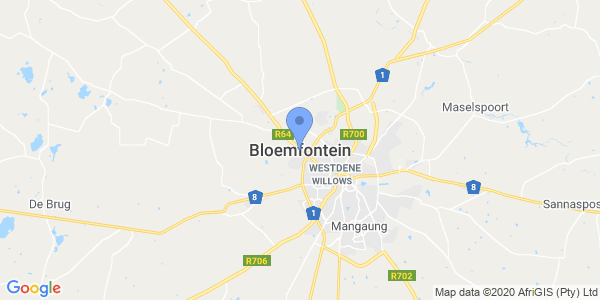 1
Maselspoort
R64
R700
Bloemfontein
WESTDENE
WILLOWS
8
8
De Brug
Sannaspos
1
Mangaung
R706
R702
Google
Map data ©2020 AfriGIS (Pty) Ltd